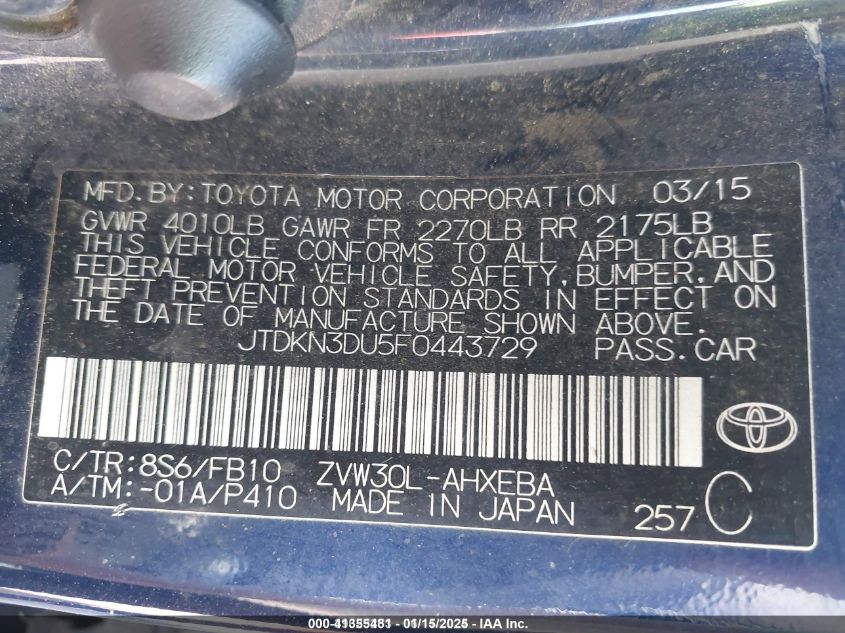 MFD. BY: TOYOTA MOTOR CORPORATION 03/15
GVWR 4010LB GAWR FR 2270LB RR 2175LB
THIS VEHICLE CONFORMS TO ALL APPLICABLE
FEDERAL MOTOR VEHICLE SAFETY, BUMPER, AND
THEFT PREVENTION STANDARDS IN EFFECT ON
THE DATE OF MANUFACTURE SHOWN ABOVE.
JTDKN3DU5F0443729 PASS. CAR
C/TR: 8S6/FB10 ZVW30L-AHXEBA
A/TM: -01A/P410 MADE IN JAPAN 257 C
000-41355481 - 01/15/2025 - IAA Inc.